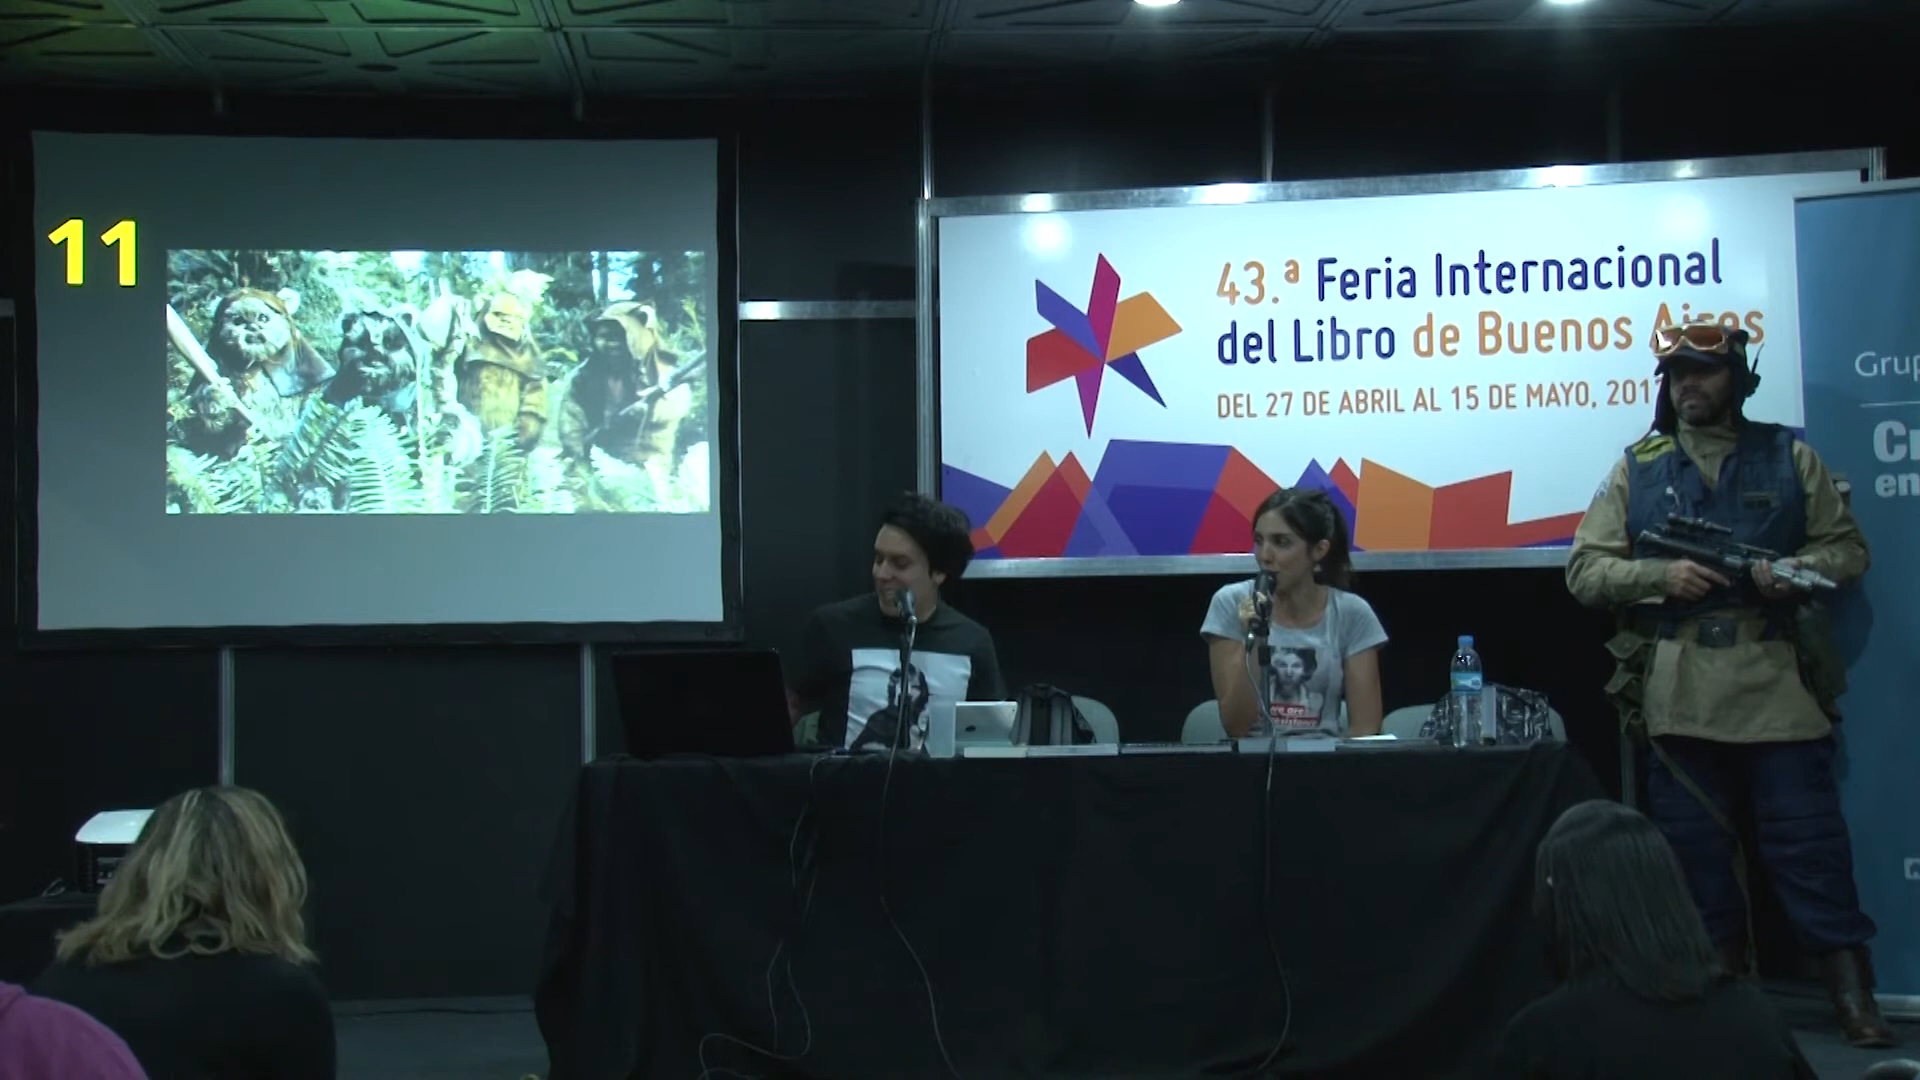 11
43.ª Feria Internacional
del Libro de Buenos Aires
DEL 27 DE ABRIL AL 15 DE MAYO, 2017
Grup
Cr
en